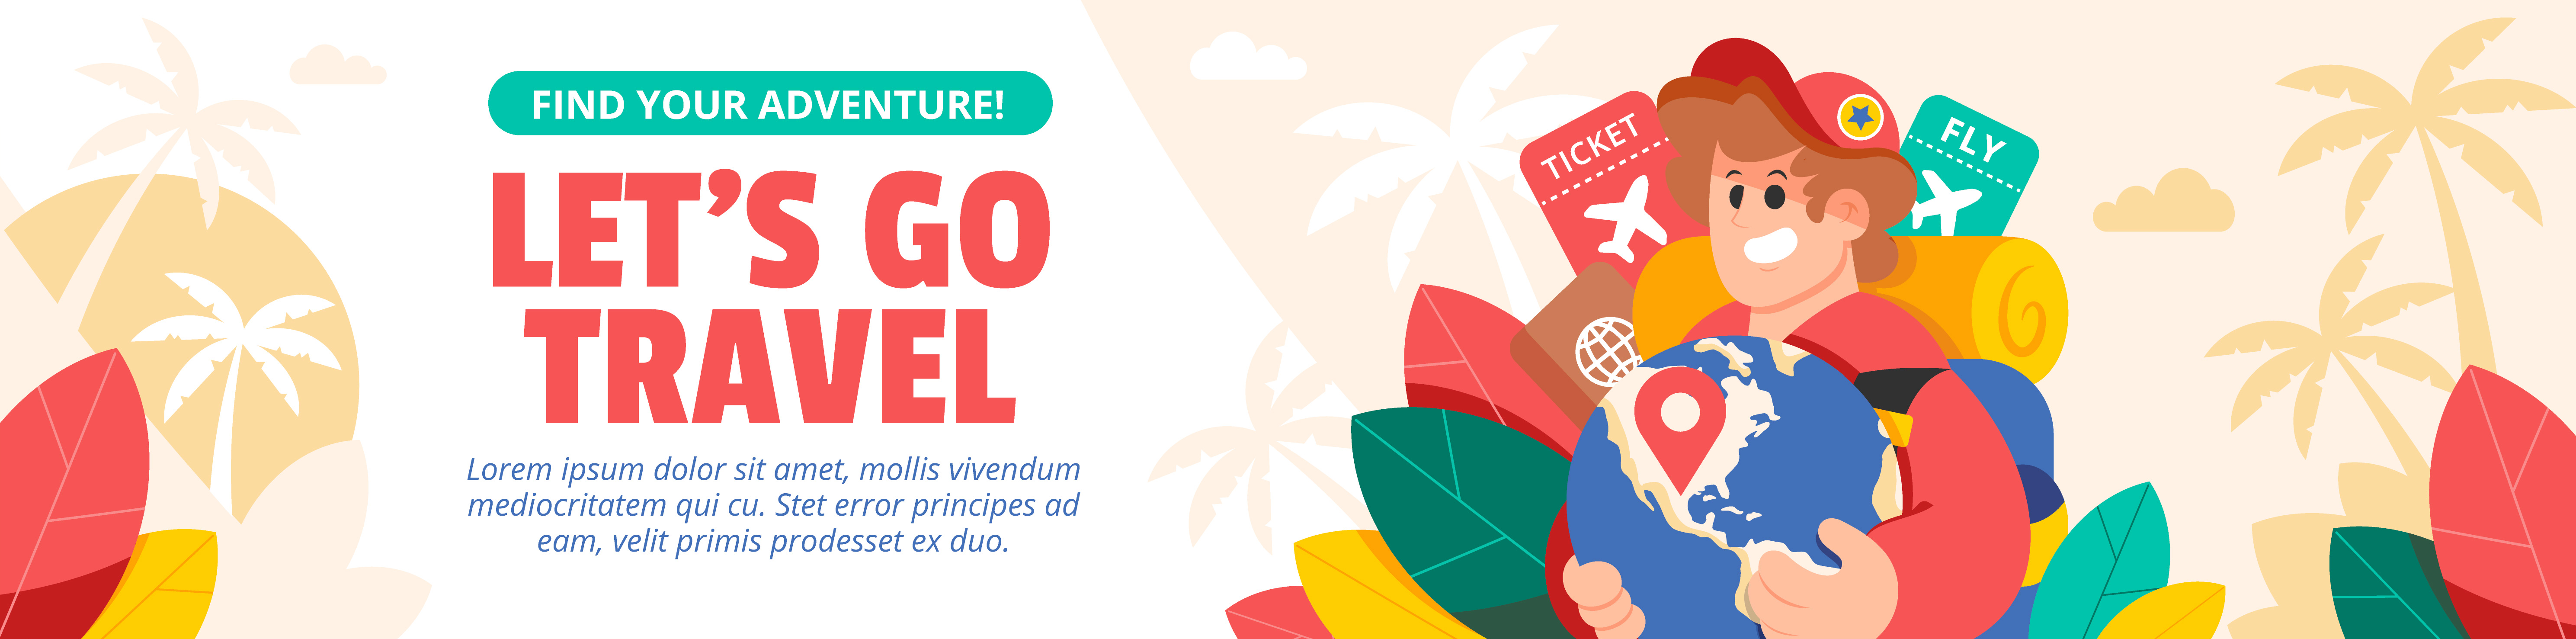 FIND YOUR ADVENTURE!
LET’S GO
TRAVEL
Lorem ipsum dolor sit amet, mollis vivendum
mediocritatem qui cu. Stet error principes ad
eam, velit primis prodesset ex duo.
TICKET
FLY